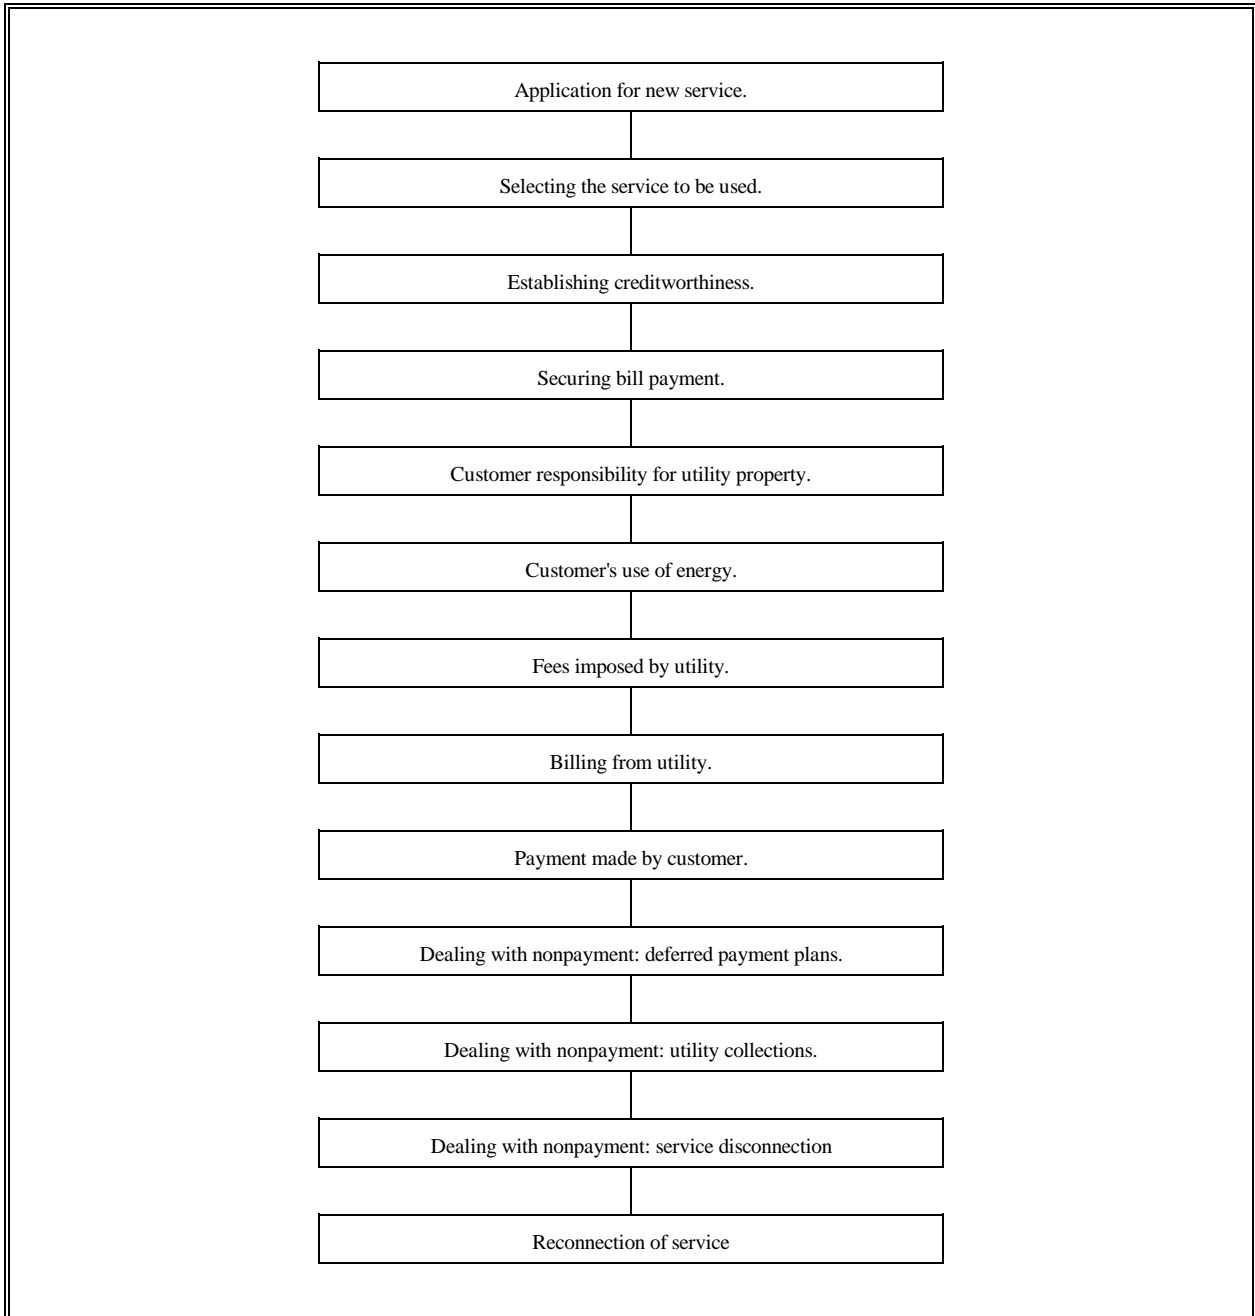 Application for new service.
Selecting the service to be used.
Establishing creditworthiness.
Securing bill payment.
Customer responsibility for utility property.
Customer's use of energy.
Fees imposed by utility.
Billing from utility.
Payment made by customer.
Dealing with nonpayment: deferred payment plans.
Dealing with nonpayment: utility collections.
Dealing with nonpayment: service disconnection
Reconnection of service